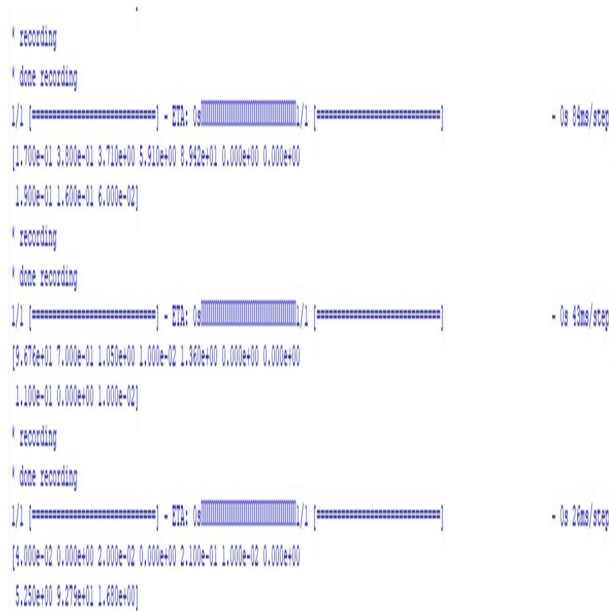 * recording
* done recording
1/1 [==============================] - ETA: 0s1/1 [==============================] - 0s 84ms/step
[1.700e-01 3.800e-01 3.710e+00 5.910e+00 8.942e+01 0.000e+00 0.000e+00
1.900e-01 1.600e-01 6.000e-02]
* recording
* done recording
1/1 [==============================] - ETA: 0s1/1 [==============================] - 0s 43ms/step
[9.676e+01 7.000e-01 1.050e+00 1.000e-02 1.360e+00 0.000e+00 0.000e+00
1.100e-01 0.000e+00 1.000e-02]
* recording
* done recording
1/1 [==============================] - ETA: 0s1/1 [==============================] - 0s 26ms/step
[4.000e-02 0.000e+00 2.000e-02 0.000e+00 2.100e-01 1.000e-02 0.000e+00
5.250e+00 9.279e+01 1.680e+00]